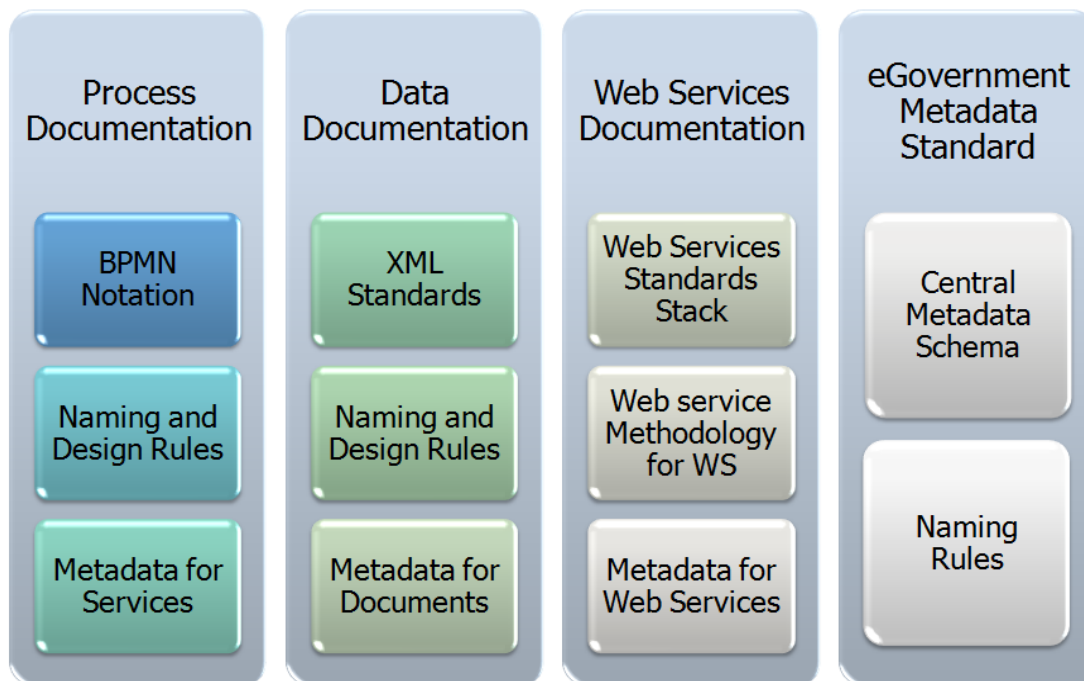 Process
Documentation
BPMN
Notation
Naming and
Design Rules
Metadata for
Services
Data
Documentation
XML
Standards
Naming and
Design Rules
Metadata for
Documents
Web Services
Documentation
Web Services
Standards
Stack
Web service
Methodology
for WS
Metadata for
Web Services
eGovernment
Metadata
Standard
Central
Metadata
Schema
Naming
Rules